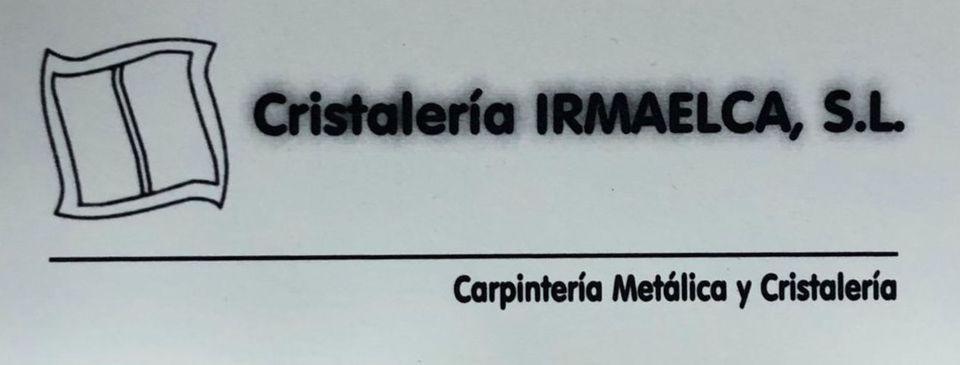 Cristalería IRMAELCA, S.L.
Carpintería Metálica y Cristalería